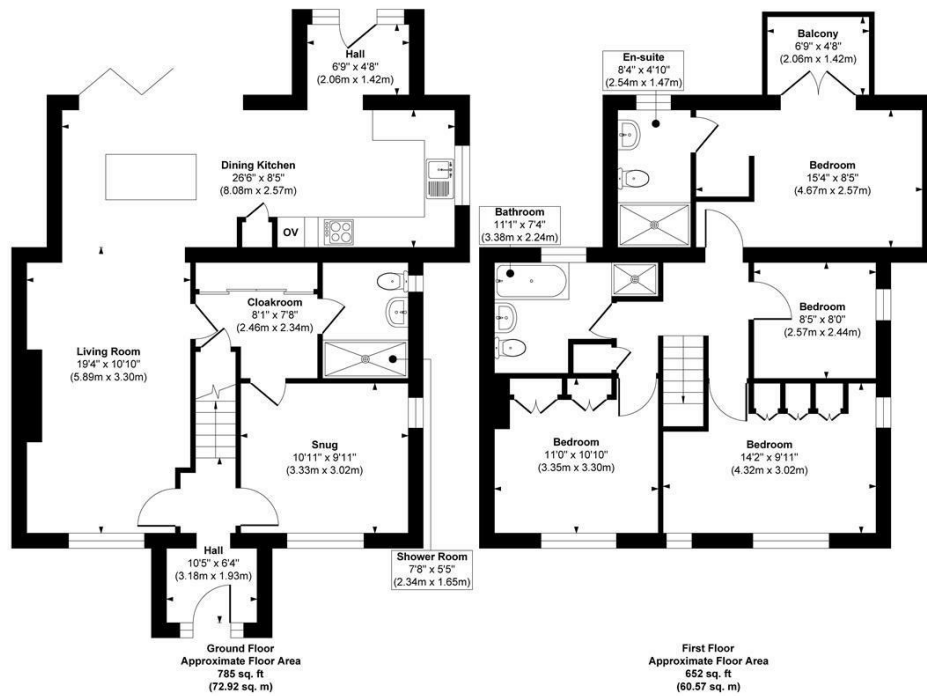 Hall
6'9" x 4'8"
(2.06m x 1.42m)
Dining Kitchen
26'6" x 8'5"
(8.08m x 2.57m)
OV
Living Room
19'4" x 10'10"
(5.89m x 3.30m)
Cloakroom
8'1" x 7'8"
(2.46m x 2.34m)
Snug
10'11" x 9'11"
(3.33m x 3.02m)
Hall
10'5" x 6'4"
(3.18m x 1.93m)
Shower Room
7'8" x 5'5"
(2.34m x 1.65m)
Ground Floor
Approximate Floor Area
785 sq. ft
(72.92 sq. m)
En-suite
8'4" x 4'10"
(2.54m x 1.47m)
Balcony
6'9" x 4'8"
(2.06m x 1.42m)
Bedroom
15'4" x 8'5"
(4.67m x 2.57m)
Bathroom
11'1" x 7'4"
(3.38m x 2.24m)
Bedroom
8'5" x 8'0"
(2.57m x 2.44m)
Bedroom
11'0" x 10'10"
(3.35m x 3.30m)
Bedroom
14'2" x 9'11"
(4.32m x 3.02m)
First Floor
Approximate Floor Area
652 sq. ft
(60.57 sq. m)